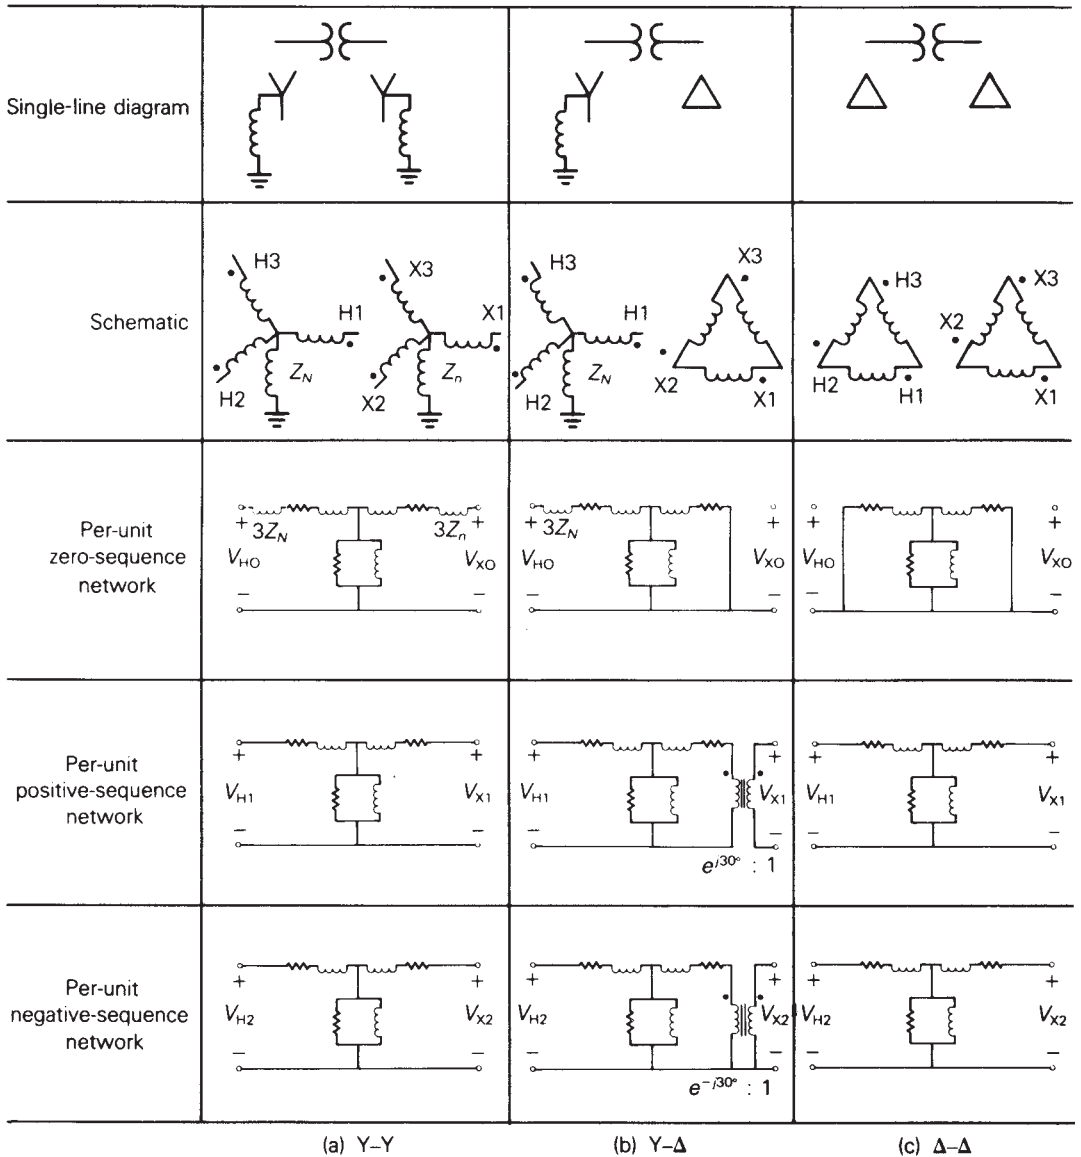 Single-line diagram
Schematic
H3
H1
H2
Z_N
X3
X1
X2
Z_n
H3
H1
H2
Z_N
X3
X2
X1
H3
H2
H1
X3
X2
X1
Per-unit
zero-sequence
network
+ 3Z_N 3Z_n +
V_HO V_XO
− −
+ 3Z_N +
V_HO V_XO
− −
+ +
V_HO V_XO
− −
Per-unit
positive-sequence
network
+ +
V_H1 V_X1
− −
+ +
V_H1 V_X1
− −
e^{j30°} : 1
+ +
V_H1 V_X1
− −
Per-unit
negative-sequence
network
+ +
V_H2 V_X2
− −
+ +
V_H2 V_X2
− −
e^{−j30°} : 1
+ +
V_H2 V_X2
− −
(a) Y–Y
(b) Y–Δ
(c) Δ–Δ